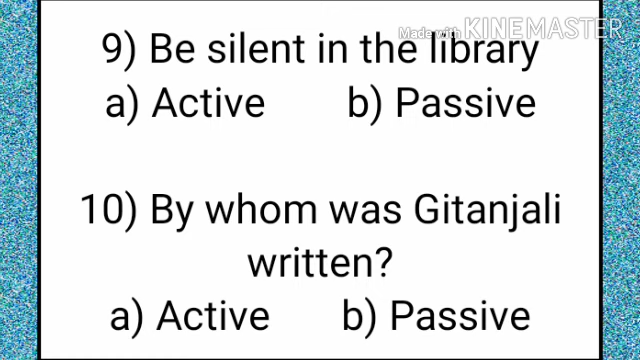 Made with KINEMASTER
9) Be silent in the library
a) Active b) Passive
10) By whom was Gitanjali
written?
a) Active b) Passive